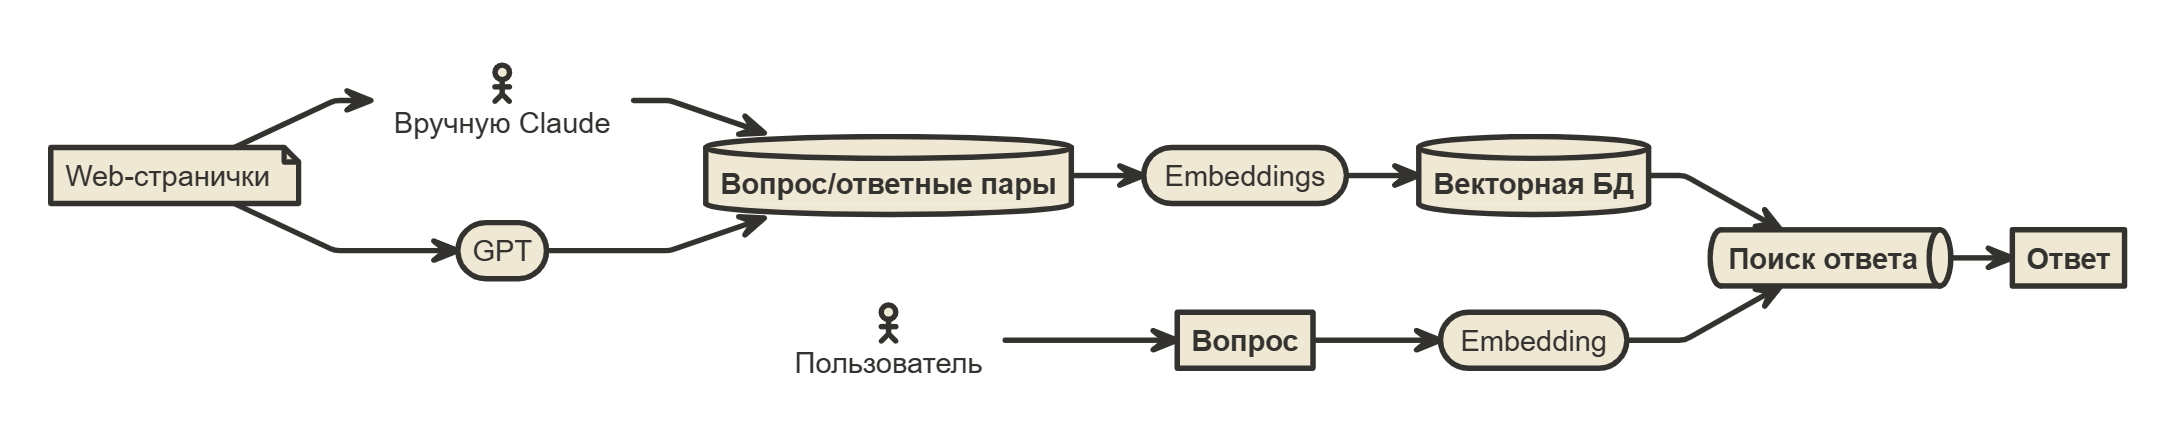 Вручную Claude
Web-странички
GPT
Вопрос/ответные пары
Embeddings
Векторная БД
Поиск ответа
Ответ
Пользователь
Вопрос
Embedding